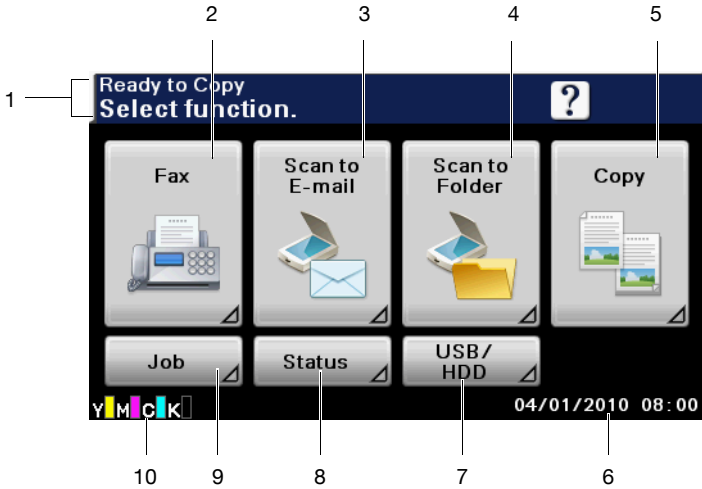 2 3 4 5
1
Ready to Copy
Select function.
?
Fax
Scan to
E-mail
Scan to
Folder
Copy
Job
Status
USB/
HDD
Y M C K
04/01/2010 08:00
10 9 8 7 6